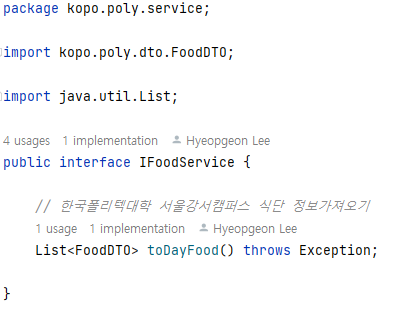 package kopo.poly.service;
import kopo.poly.dto.FoodDTO;
import java.util.List;
4 usages 1 implementation Hyeopgeon Lee
public interface IFoodService {
// 한국폴리텍대학 서울강서캠퍼스 식단 정보가져오기
1 usage 1 implementation Hyeopgeon Lee
List<FoodDTO> toDayFood() throws Exception;
}